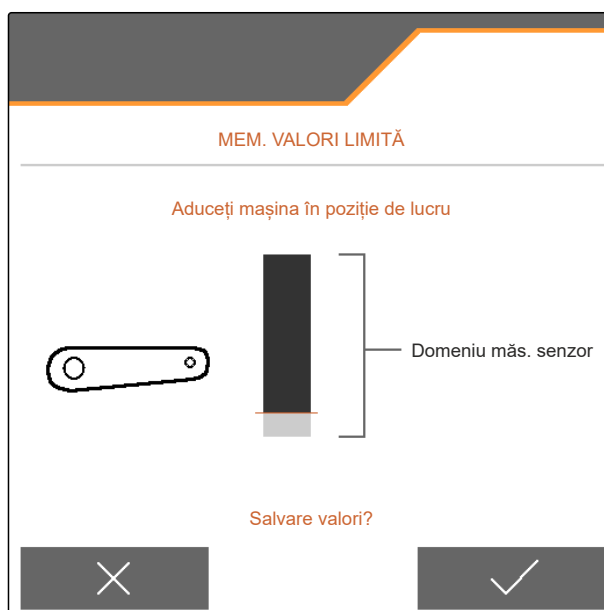 MEM. VALORI LIMITĂ
Aduceți mașina în poziție de lucru
Domeniu măs. senzor
Salvare valori?